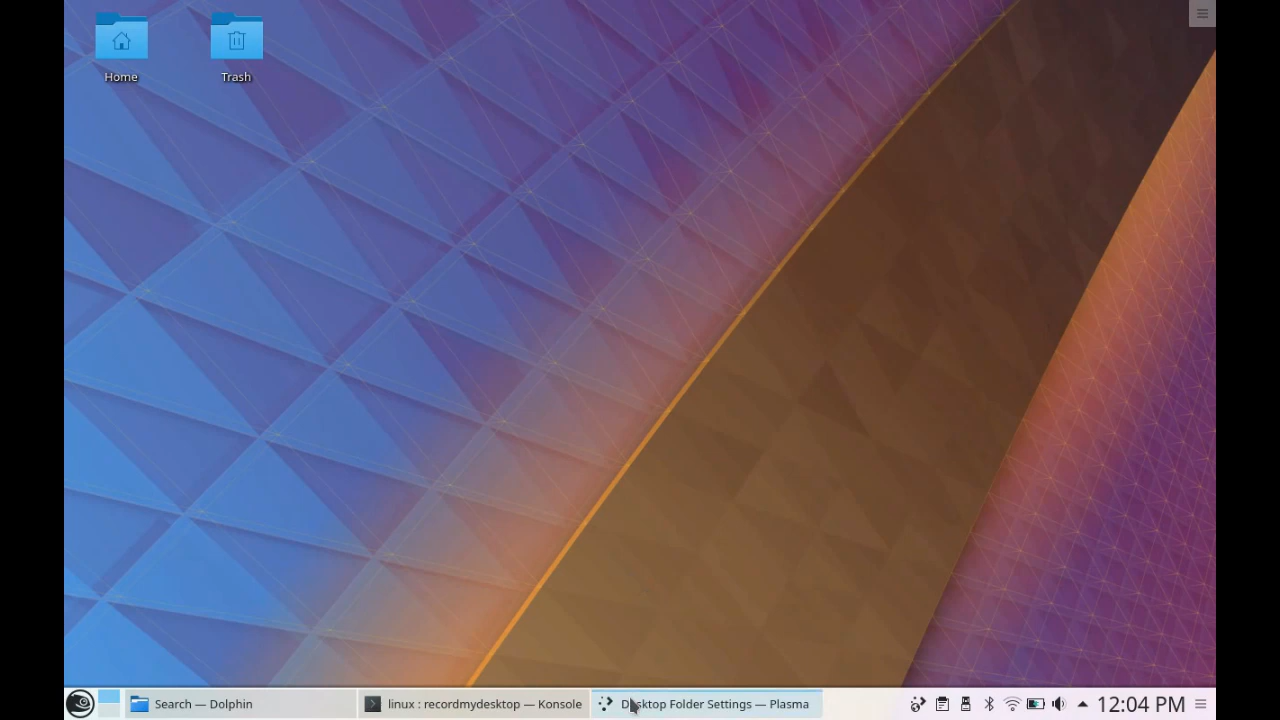 Home
Trash
Search — Dolphin
linux : recordmydesktop — Konsole
Desktop Folder Settings — Plasma
12:04 PM